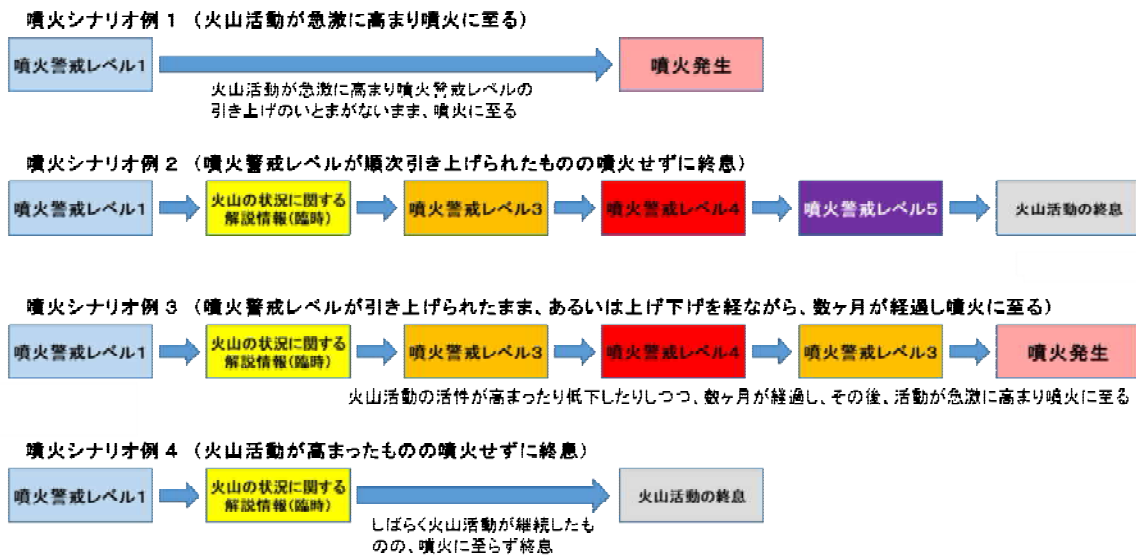 噴火シナリオ例1（火山活動が急激に高まり噴火に至る）
噴火警戒レベル1
噴火発生
火山活動が急激に高まり噴火警戒レベルの
引き上げのいとまがないまま、噴火に至る
噴火シナリオ例2（噴火警戒レベルが順次引き上げられたものの噴火せずに終息）
噴火警戒レベル1
火山の状況に関する
解説情報(臨時)
噴火警戒レベル3
噴火警戒レベル4
噴火警戒レベル5
火山活動の終息
噴火シナリオ例3（噴火警戒レベルが引き上げられたまま、あるいは上げ下げを経ながら、数ヶ月が経過し噴火に至る）
噴火警戒レベル1
火山の状況に関する
解説情報(臨時)
噴火警戒レベル3
噴火警戒レベル4
噴火警戒レベル3
噴火発生
火山活動の活性が高まったり低下したりしつつ、数ヶ月が経過し、その後、活動が急激に高まり噴火に至る
噴火シナリオ例4（火山活動が高まったものの噴火せずに終息）
噴火警戒レベル1
火山の状況に関する
解説情報(臨時)
火山活動の終息
しばらく火山活動が継続したも
のの、噴火に至らず終息